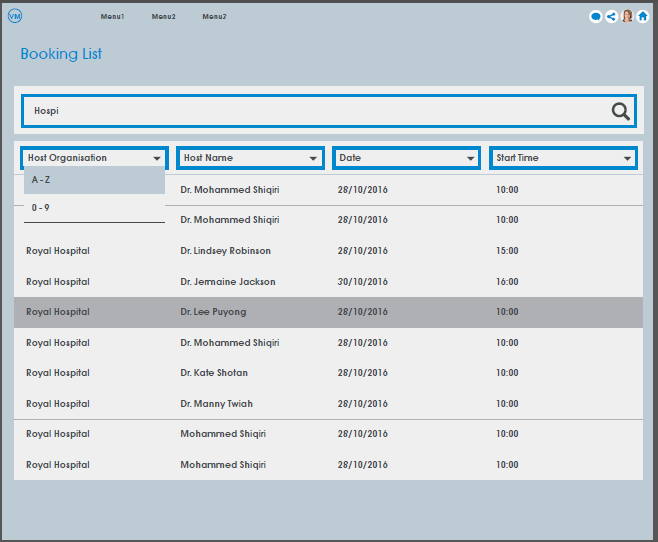 VM Menu1 Menu2 Menu2
Booking List
Hospi
Host Organisation Host Name Date Start Time
A - Z
Dr. Mohammed Shiqiri 28/10/2016 10:00
0 - 9
Dr. Mohammed Shiqiri 28/10/2016 10:00
Royal Hospital Dr. Lindsey Robinson 28/10/2016 15:00
Royal Hospital Dr. Jermaine Jackson 30/10/2016 16:00
Royal Hospital Dr. Lee Puyong 28/10/2016 10:00
Royal Hospital Dr. Mohammed Shiqiri 28/10/2016 10:00
Royal Hospital Dr. Kate Shotan 28/10/2016 10:00
Royal Hospital Dr. Manny Twiah 28/10/2016 10:00
Royal Hospital Mohammed Shiqiri 28/10/2016 10:00
Royal Hospital Mohammed Shiqiri 28/10/2016 10:00